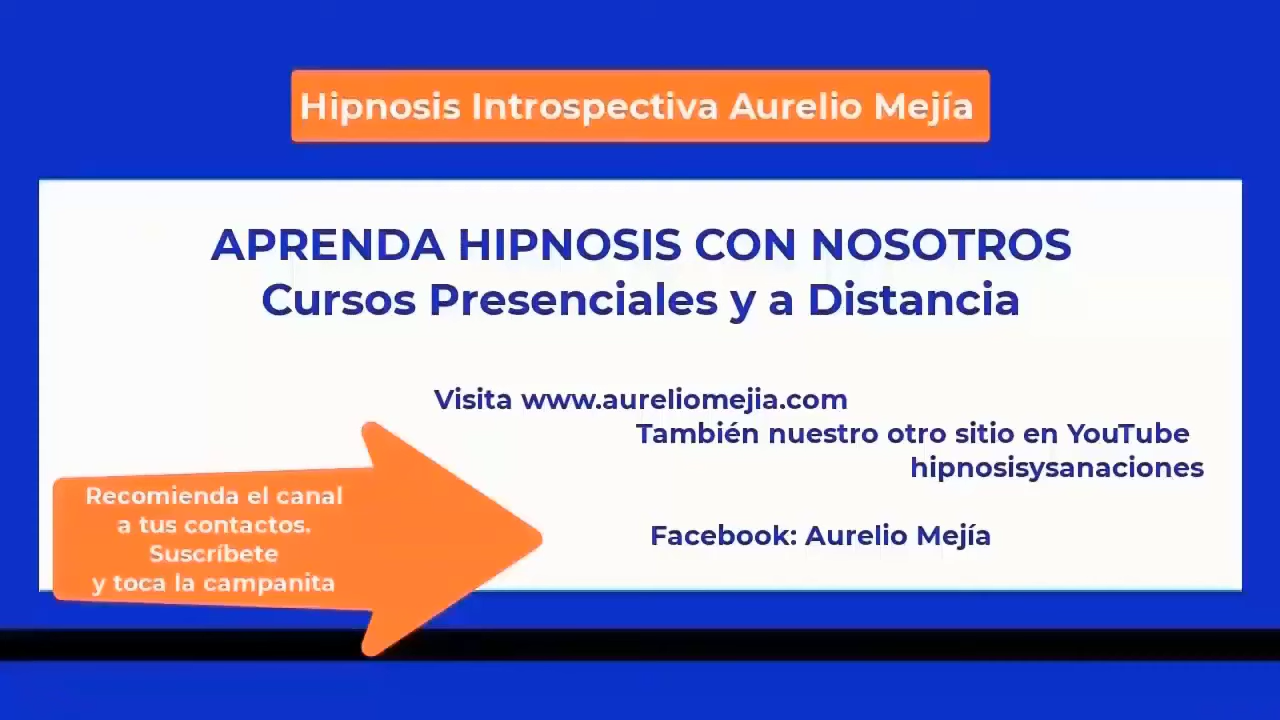 Hipnosis Introspectiva Aurelio Mejía
APRENDA HIPNOSIS CON NOSOTROS
Cursos Presenciales y a Distancia
Visita www.aureliomejia.com
También nuestro otro sitio en YouTube
hipnosisysanaciones
Facebook: Aurelio Mejía
Recomienda el canal
a tus contactos.
Suscríbete
y toca la campanita